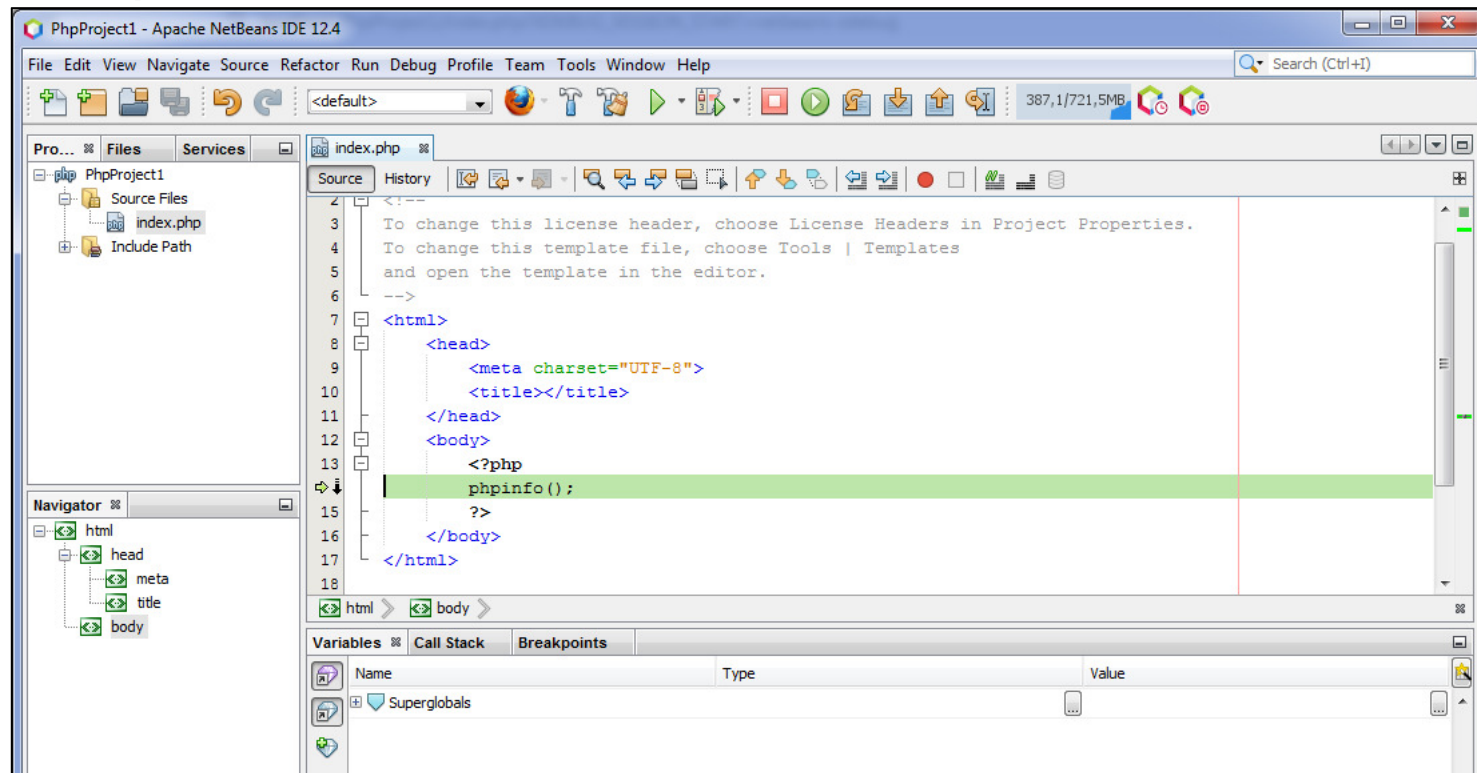 PhpProject1 - Apache NetBeans IDE 12.4
File Edit View Navigate Source Refactor Run Debug Profile Team Tools Window Help
Search (Ctrl+I)
<default>
387,1/721,5MB
Pro... Files Services
PhpProject1
Source Files
index.php
Include Path
Navigator
html
head
meta
title
body
index.php
Source History
2 <!--
3 To change this license header, choose License Headers in Project Properties.
4 To change this template file, choose Tools | Templates
5 and open the template in the editor.
6 -->
7 <html>
8 <head>
9 <meta charset="UTF-8">
10 <title></title>
11 </head>
12 <body>
13 <?php
phpinfo();
15 ?>
16 </body>
17 </html>
18
html body
Variables Call Stack Breakpoints
Name Type Value
Superglobals ... ...